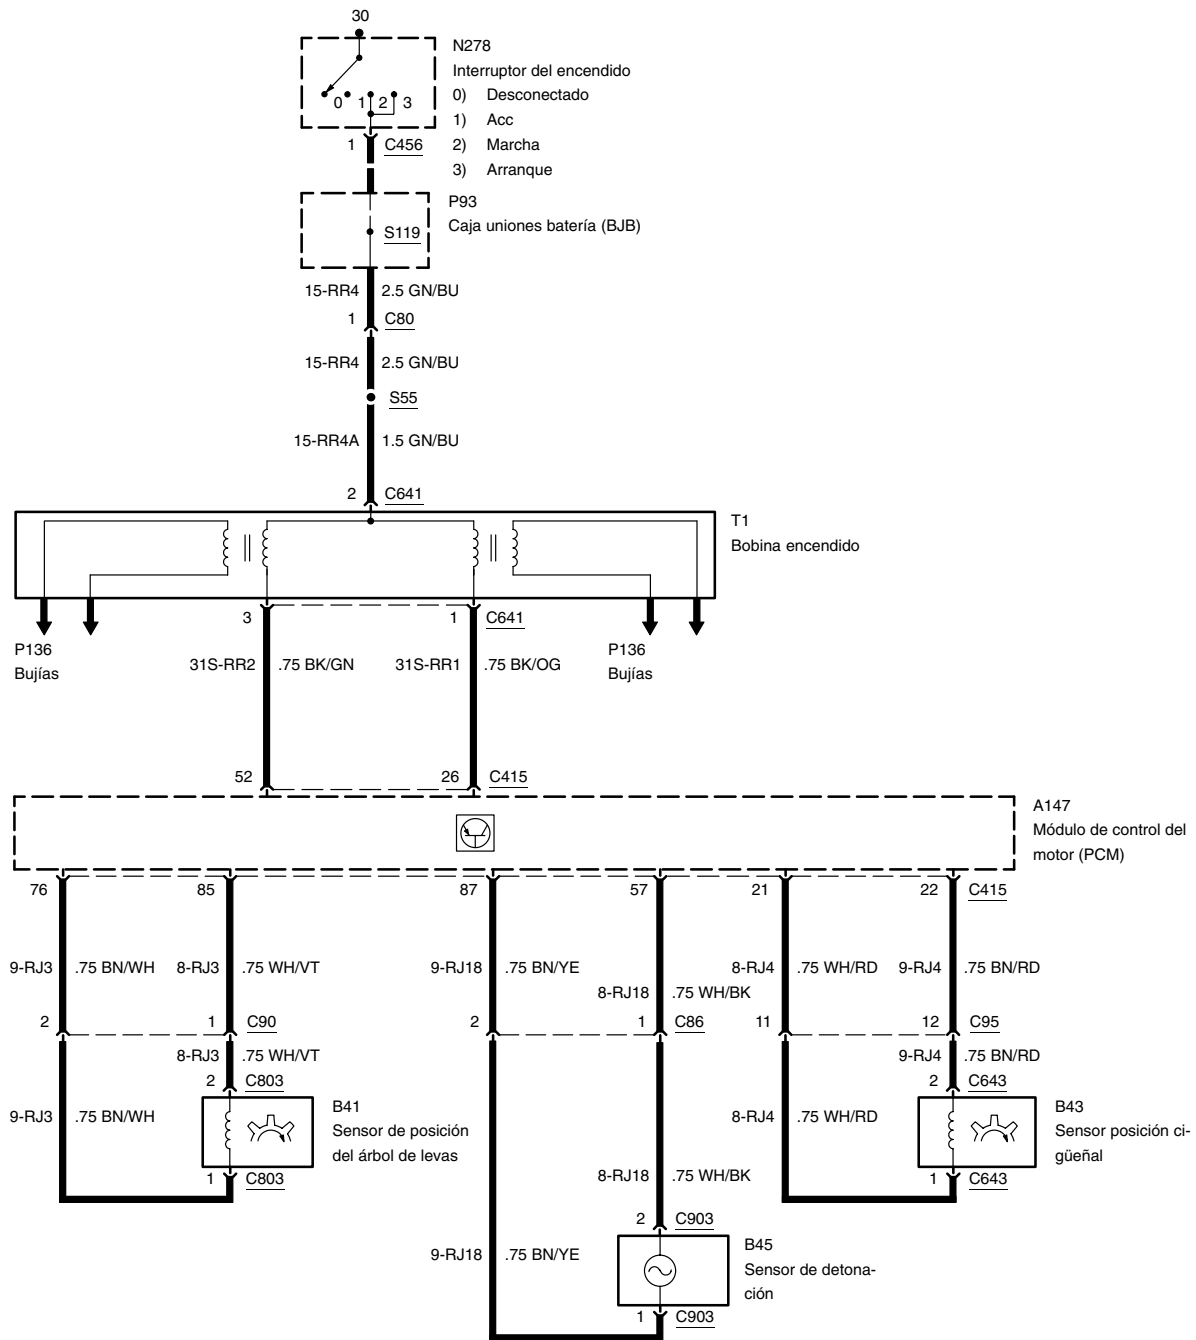 30
N278
Interruptor del encendido
0) Desconectado
1) Acc
2) Marcha
3) Arranque
0 1 2 3
1 C456
P93
Caja uniones batería (BJB)
S119
15-RR4 2.5 GN/BU
1 C80
15-RR4 2.5 GN/BU
S55
15-RR4A 1.5 GN/BU
2 C641
T1
Bobina encendido
3 1 C641
P136
Bujías
31S-RR2 .75 BK/GN 31S-RR1 .75 BK/OG
P136
Bujías
52 26 C415
A147
Módulo de control del
motor (PCM)
76 85 87 57 21 22 C415
9-RJ3 .75 BN/WH 8-RJ3 .75 WH/VT 9-RJ18 .75 BN/YE 8-RJ4 .75 WH/RD 9-RJ4 .75 BN/RD
8-RJ18 .75 WH/BK
2 1 C90 2 1 C86 11 12 C95
8-RJ3 .75 WH/VT 9-RJ4 .75 BN/RD
2 C803 2 C643
9-RJ3 .75 BN/WH 8-RJ4 .75 WH/RD
B41
Sensor de posición
del árbol de levas
B43
Sensor posición ci-
güeñal
1 C803 8-RJ18 .75 WH/BK 1 C643
2 C903
9-RJ18 .75 BN/YE
B45
Sensor de detona-
ción
1 C903